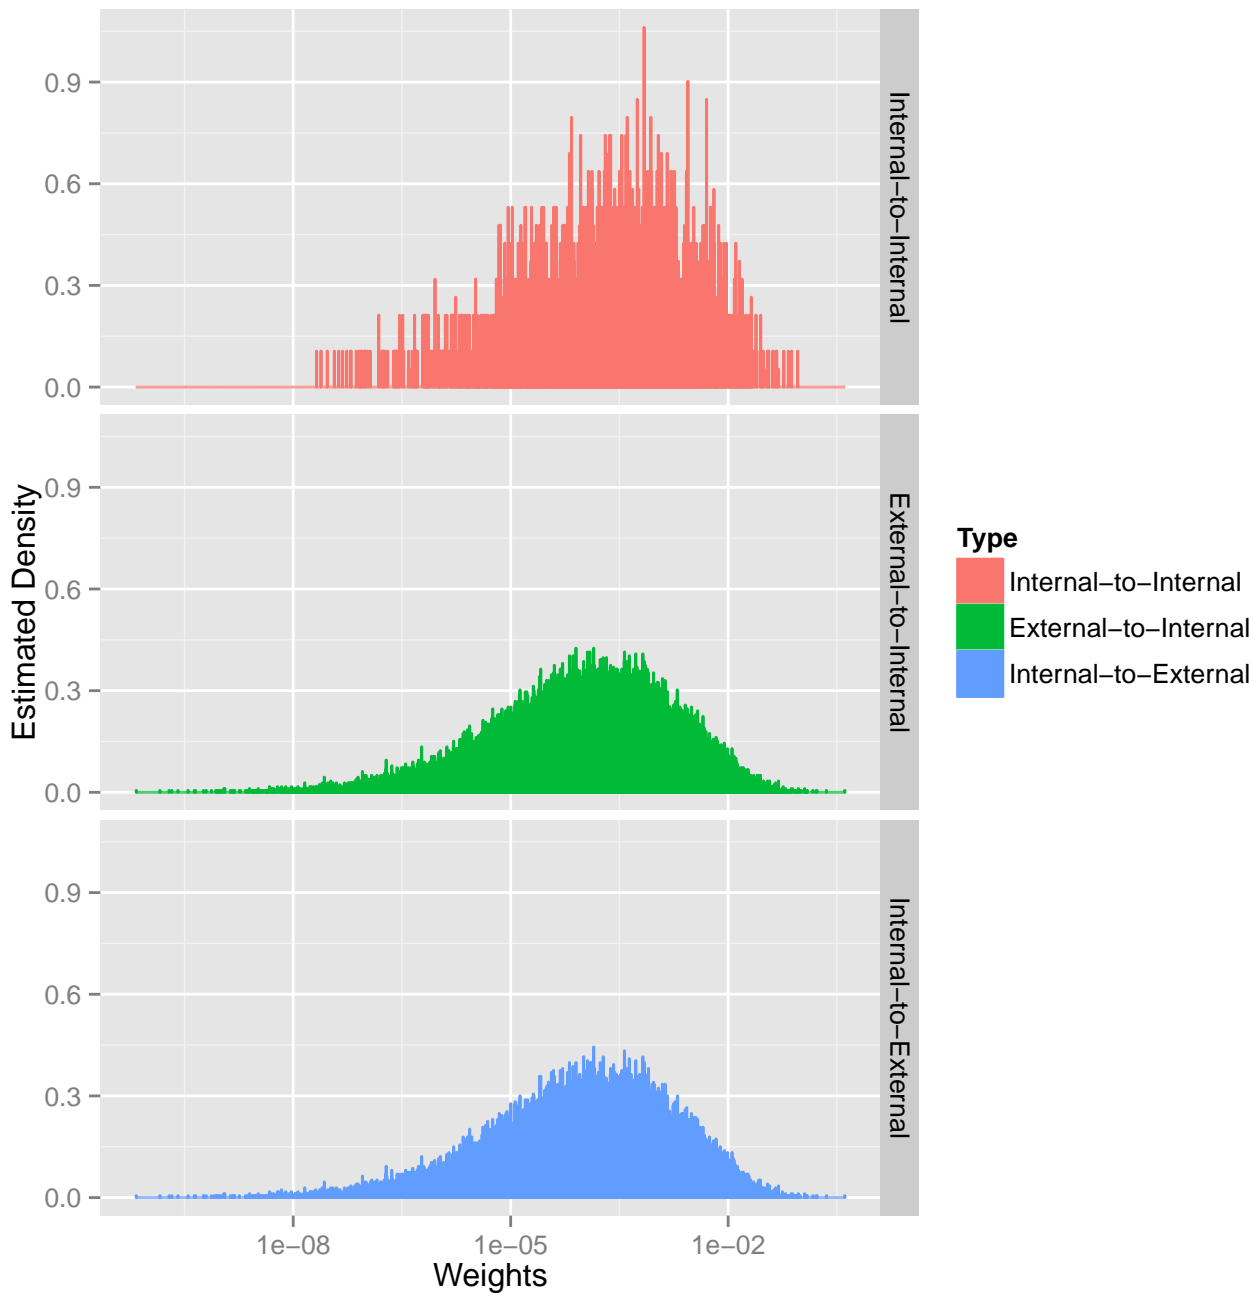 0.9
0.6
0.3
0.0
Internal−to−Internal
0.9
0.6
0.3
0.0
External−to−Internal
0.9
0.6
0.3
0.0
Internal−to−External
Estimated Density
1e−08
1e−05
1e−02
Weights
Type
Internal−to−Internal
External−to−Internal
Internal−to−External